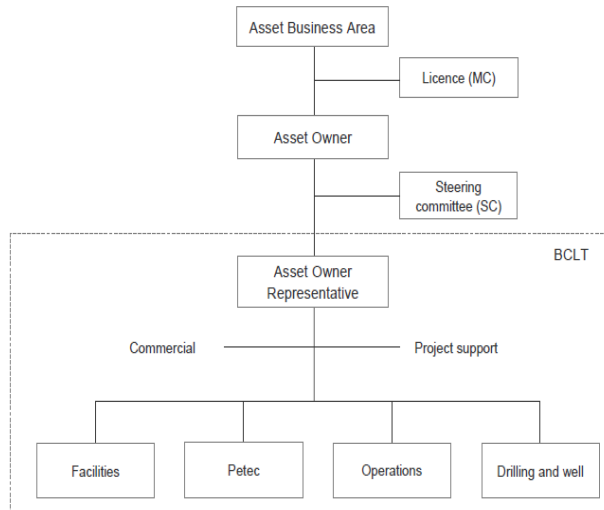 Asset Business Area
Licence (MC)
Asset Owner
Steering
committee (SC)
BCLT
Asset Owner
Representative
Commercial
Project support
Facilities
Petec
Operations
Drilling and well